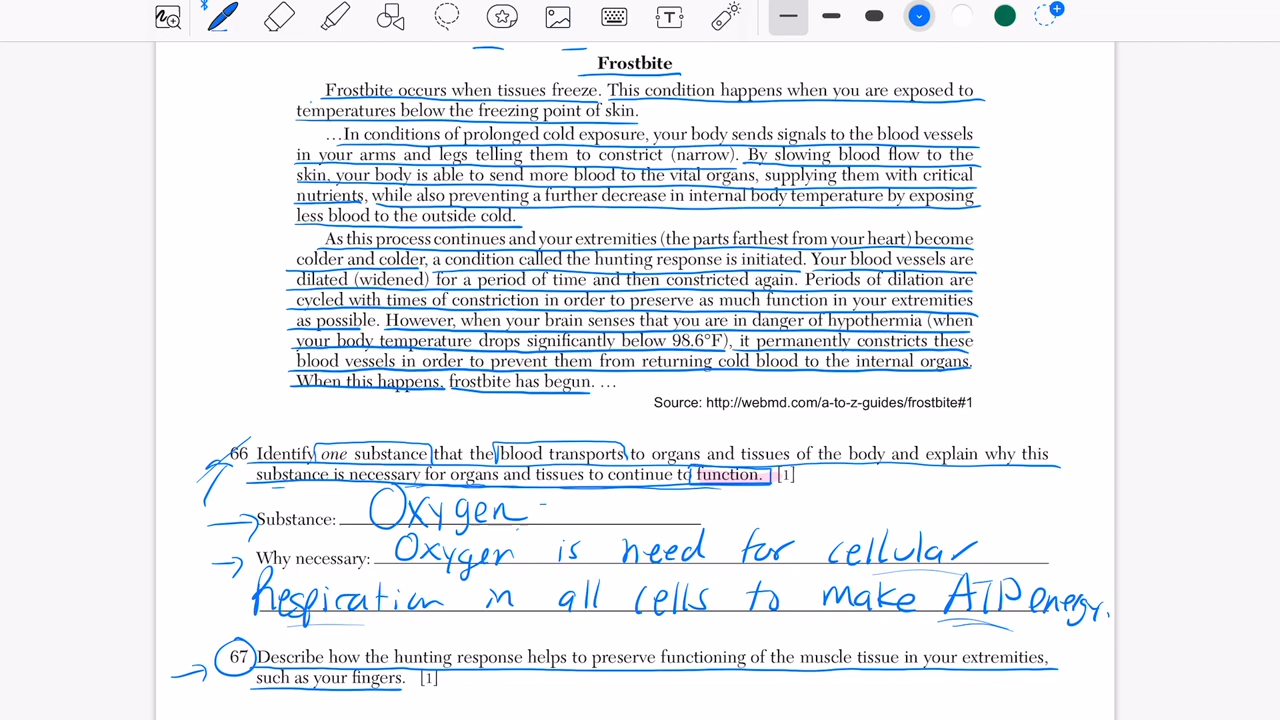 Frostbite
Frostbite occurs when tissues freeze. This condition happens when you are exposed to
temperatures below the freezing point of skin.
…In conditions of prolonged cold exposure, your body sends signals to the blood vessels
in your arms and legs telling them to constrict (narrow). By slowing blood flow to the
skin, your body is able to send more blood to the vital organs, supplying them with critical
nutrients, while also preventing a further decrease in internal body temperature by exposing
less blood to the outside cold.
As this process continues and your extremities (the parts farthest from your heart) become
colder and colder, a condition called the hunting response is initiated. Your blood vessels are
dilated (widened) for a period of time and then constricted again. Periods of dilation are
cycled with times of constriction in order to preserve as much function in your extremities
as possible. However, when your brain senses that you are in danger of hypothermia (when
your body temperature drops significantly below 98.6°F), it permanently constricts these
blood vessels in order to prevent them from returning cold blood to the internal organs.
When this happens, frostbite has begun. …
Source: http://webmd.com/a-to-z-guides/frostbite#1
66 Identify one substance that the blood transports to organs and tissues of the body and explain why this
substance is necessary for organs and tissues to continue to function. [1]
Substance: Oxygen
Why necessary: Oxygen is need for cellular
Respiration in all cells to make ATP energy.
67 Describe how the hunting response helps to preserve functioning of the muscle tissue in your extremities,
such as your fingers. [1]